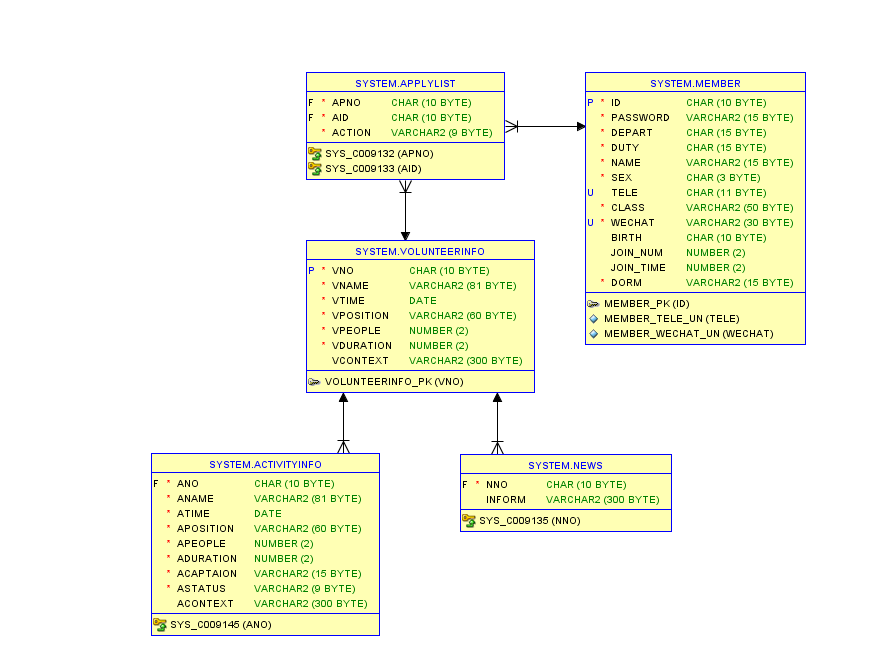 SYSTEM.APPLYLIST
F * APNO CHAR (10 BYTE)
F * AID CHAR (10 BYTE)
* ACTION VARCHAR2 (9 BYTE)
SYS_C009132 (APNO)
SYS_C009133 (AID)
SYSTEM.MEMBER
P * ID CHAR (10 BYTE)
* PASSWORD VARCHAR2 (15 BYTE)
* DEPART CHAR (15 BYTE)
* DUTY CHAR (15 BYTE)
* NAME VARCHAR2 (15 BYTE)
* SEX CHAR (3 BYTE)
U TELE CHAR (11 BYTE)
* CLASS VARCHAR2 (50 BYTE)
U * WECHAT VARCHAR2 (30 BYTE)
BIRTH CHAR (10 BYTE)
JOIN_NUM NUMBER (2)
JOIN_TIME NUMBER (2)
* DORM VARCHAR2 (15 BYTE)
MEMBER_PK (ID)
MEMBER_TELE_UN (TELE)
MEMBER_WECHAT_UN (WECHAT)
SYSTEM.VOLUNTEERINFO
P * VNO CHAR (10 BYTE)
* VNAME VARCHAR2 (81 BYTE)
* VTIME DATE
* VPOSITION VARCHAR2 (60 BYTE)
* VPEOPLE NUMBER (2)
* VDURATION NUMBER (2)
VCONTEXT VARCHAR2 (300 BYTE)
VOLUNTEERINFO_PK (VNO)
SYSTEM.ACTIVITYINFO
F * ANO CHAR (10 BYTE)
* ANAME VARCHAR2 (81 BYTE)
* ATIME DATE
* APOSITION VARCHAR2 (60 BYTE)
* APEOPLE NUMBER (2)
* ADURATION NUMBER (2)
* ACAPTAION VARCHAR2 (15 BYTE)
* ASTATUS VARCHAR2 (9 BYTE)
ACONTEXT VARCHAR2 (300 BYTE)
SYS_C009145 (ANO)
SYSTEM.NEWS
F * NNO CHAR (10 BYTE)
INFORM VARCHAR2 (300 BYTE)
SYS_C009135 (NNO)